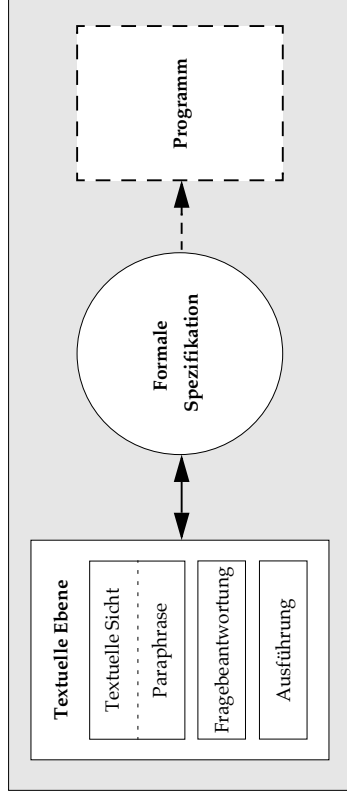 Textuelle Ebene
Textuelle Sicht
Paraphrase
Fragebeantwortung
Ausführung
Formale
Spezifikation
Programm